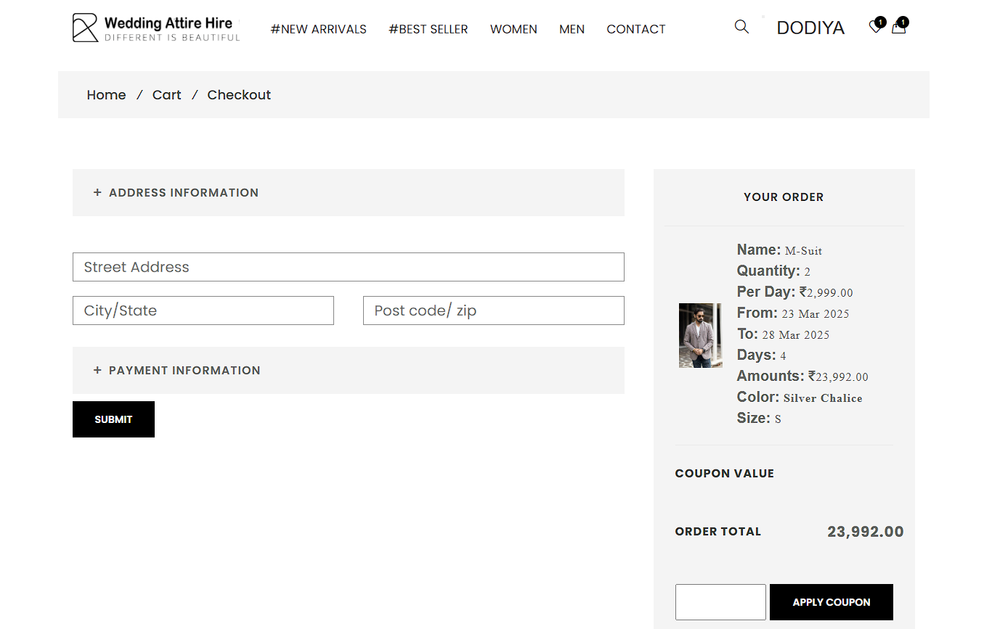 Wedding Attire Hire
DIFFERENT IS BEAUTIFUL
#NEW ARRIVALS #BEST SELLER WOMEN MEN CONTACT
DODIYA 1 1
Home / Cart / Checkout
+ ADDRESS INFORMATION
Street Address
City/State Post code/ zip
+ PAYMENT INFORMATION
SUBMIT
YOUR ORDER
Name: M-Suit
Quantity: 2
Per Day: ₹2,999.00
From: 23 Mar 2025
To: 28 Mar 2025
Days: 4
Amounts: ₹23,992.00
Color: Silver Chalice
Size: S
COUPON VALUE
ORDER TOTAL 23,992.00
APPLY COUPON